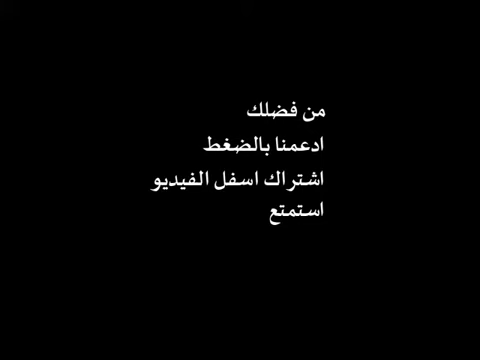 من فضلك
ادعمنا بالضغط
اشتراك اسفل الفيديو
استمتع